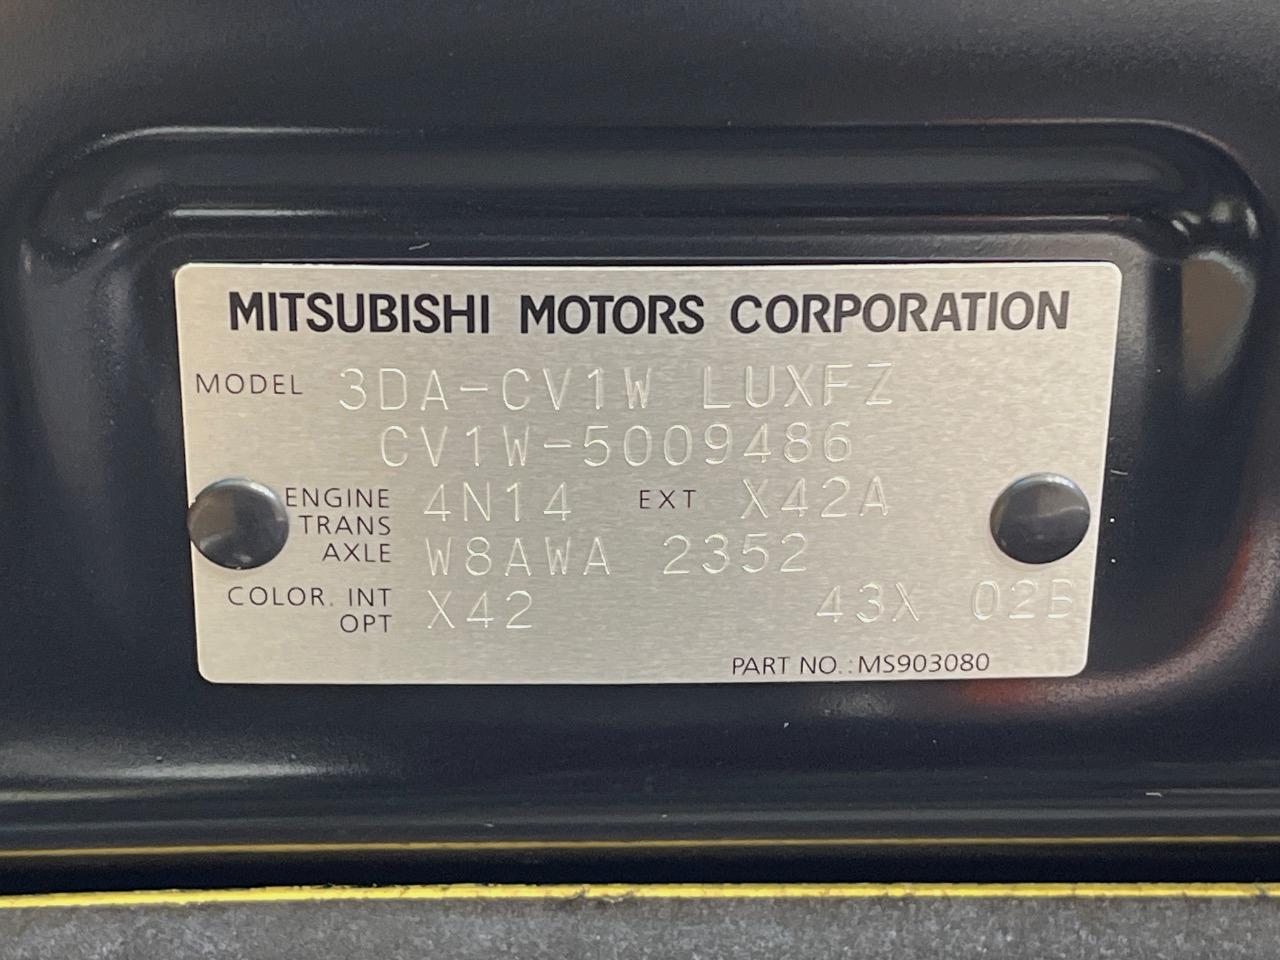 MITSUBISHI MOTORS CORPORATION
MODEL 3DA-CV1W LUXFZ
CV1W-5009486
ENGINE 4N14 EXT X42A
TRANS
AXLE W8AWA 2352
COLOR. INT X42 43X 02B
OPT
PART NO.: MS903080